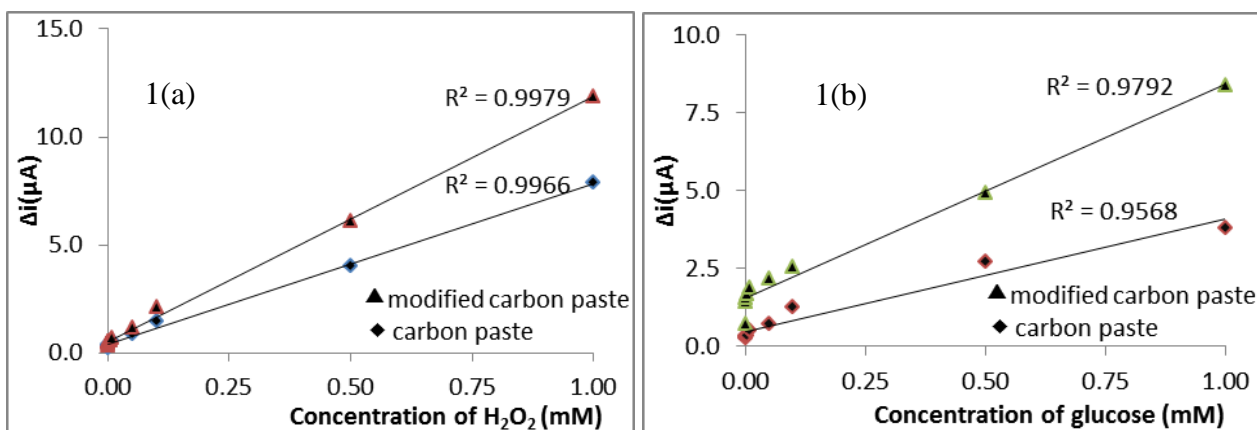 15.0
1(a)
R² = 0.9979
10.0
Δi(µA)
R² = 0.9966
5.0
modified carbon paste
carbon paste
0.0
0.00 0.25 0.50 0.75 1.00
Concentration of H₂O₂ (mM)
10.0
1(b)
R² = 0.9792
7.5
Δi(µA)
5.0
R² = 0.9568
2.5
modified carbon paste
carbon paste
0.0
0.00 0.25 0.50 0.75 1.00
Concentration of glucose (mM)